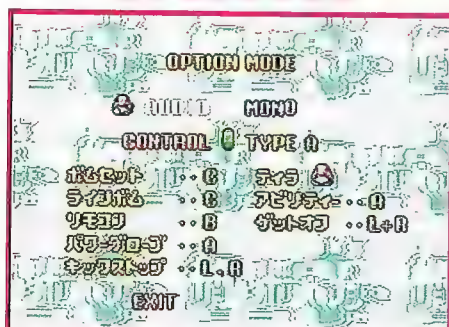 OPTION MODE
AUDIO MONO
CONTROL TYPE A
ボムセット ・・C ティラ
ラインボム ・・C アビリティー・・A
リモコン ・・B ゲットオフ ・・L+R
パワーグローブ ・・A
キックストップ ・・L,R
EXIT